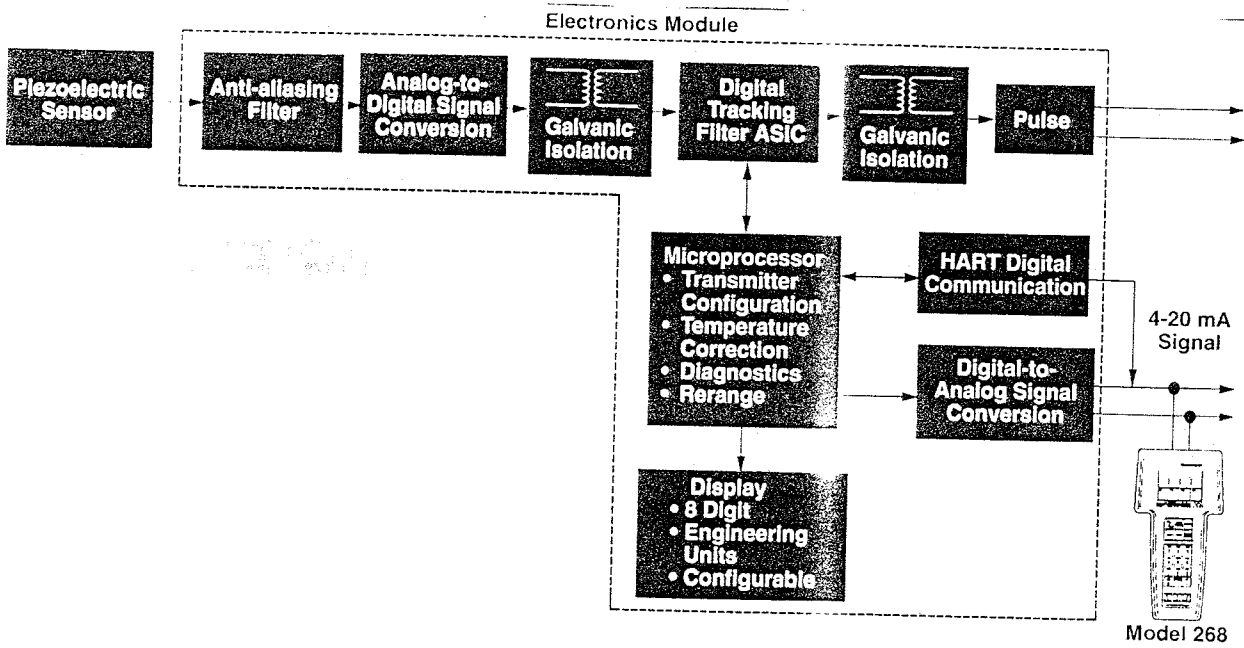 Electronics Module
Piezoelectric
Sensor
Anti-aliasing
Filter
Analog-to-
Digital Signal
Conversion
Galvanic
Isolation
Digital
Tracking
Filter ASIC
Galvanic
Isolation
Pulse
Microprocessor
• Transmitter
Configuration
• Temperature
Correction
• Diagnostics
• Rerange
HART Digital
Communication
4-20 mA
Signal
Digital-to-
Analog Signal
Conversion
Display
• 8 Digit
• Engineering
Units
• Configurable
Model 268